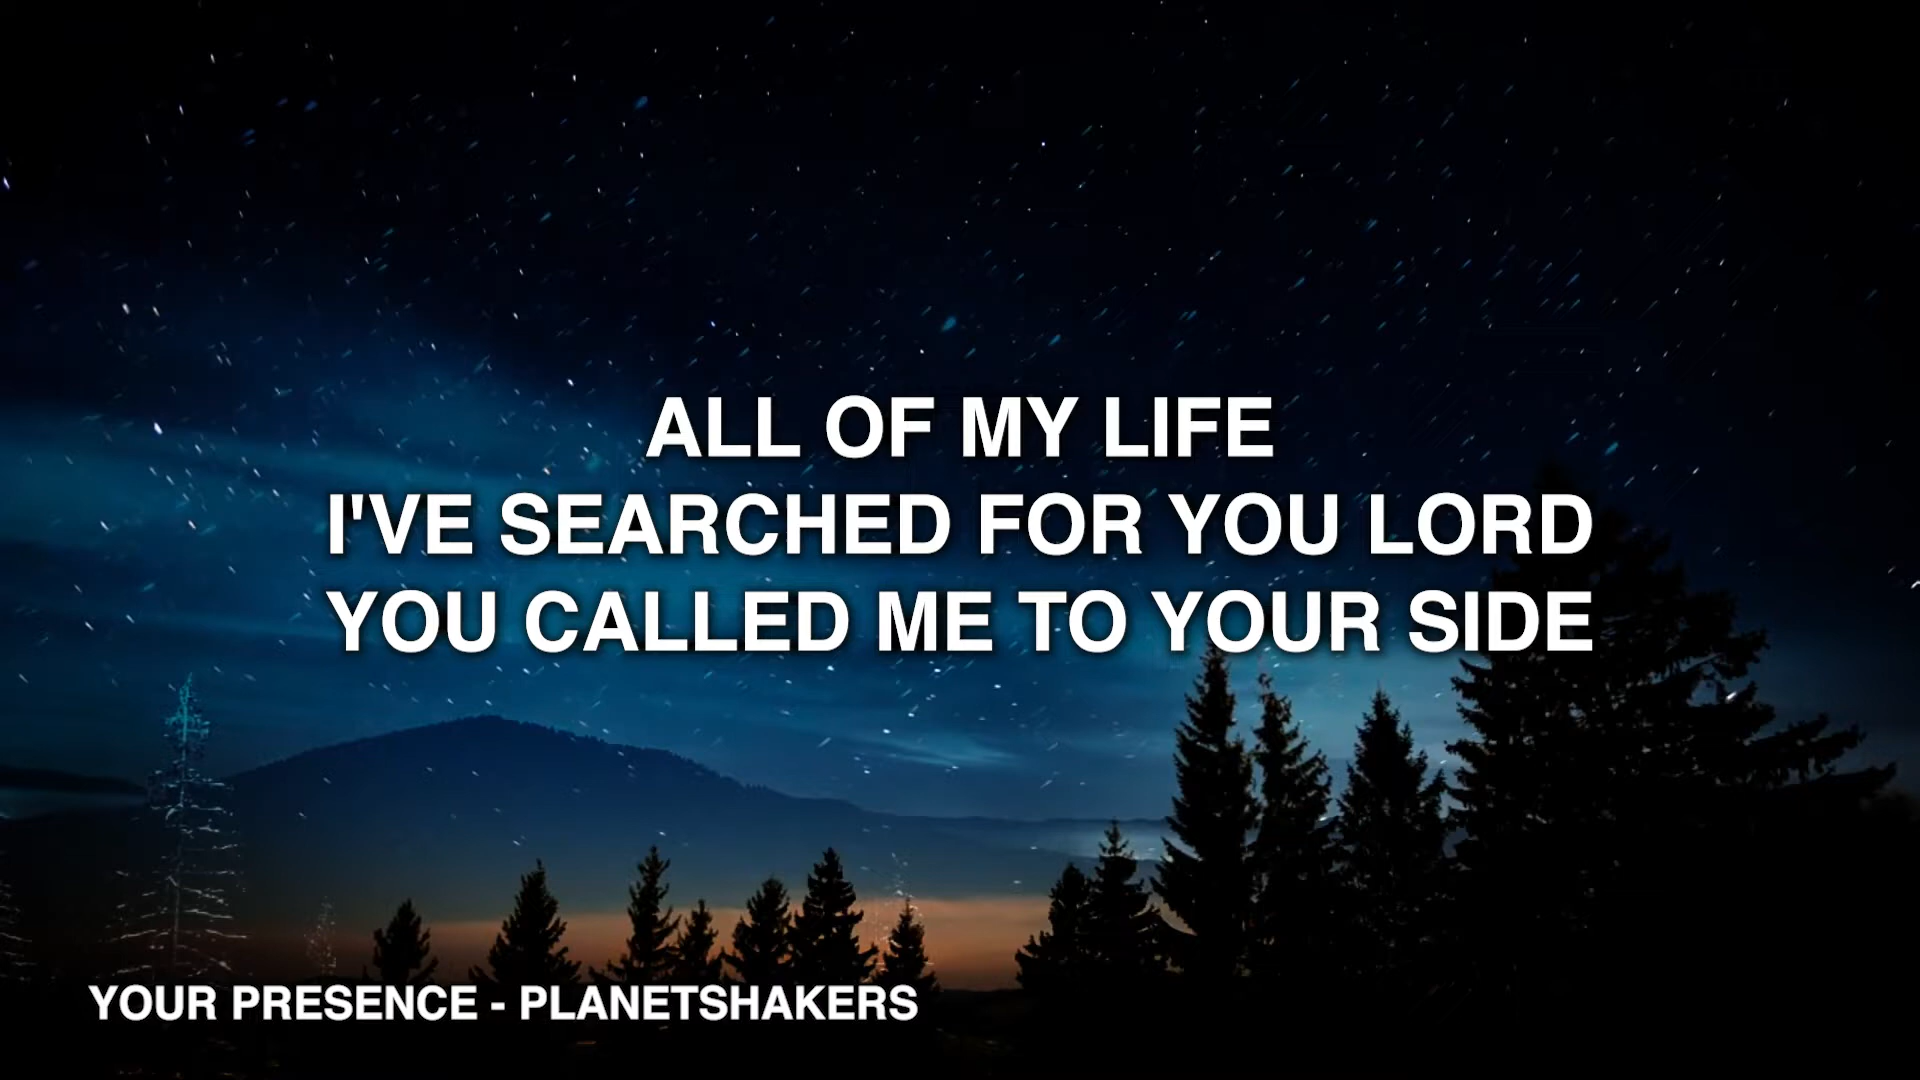 ALL OF MY LIFE
I'VE SEARCHED FOR YOU LORD
YOU CALLED ME TO YOUR SIDE
YOUR PRESENCE - PLANETSHAKERS